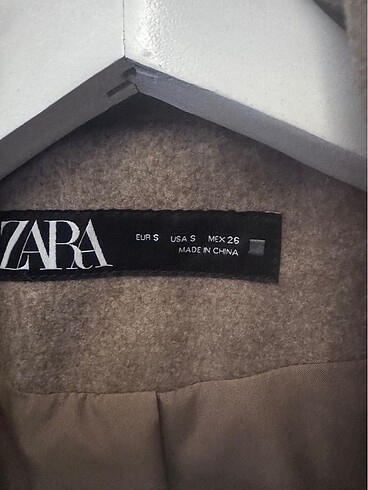 ZARA
EUR S USA S MEX 26
MADE IN CHINA